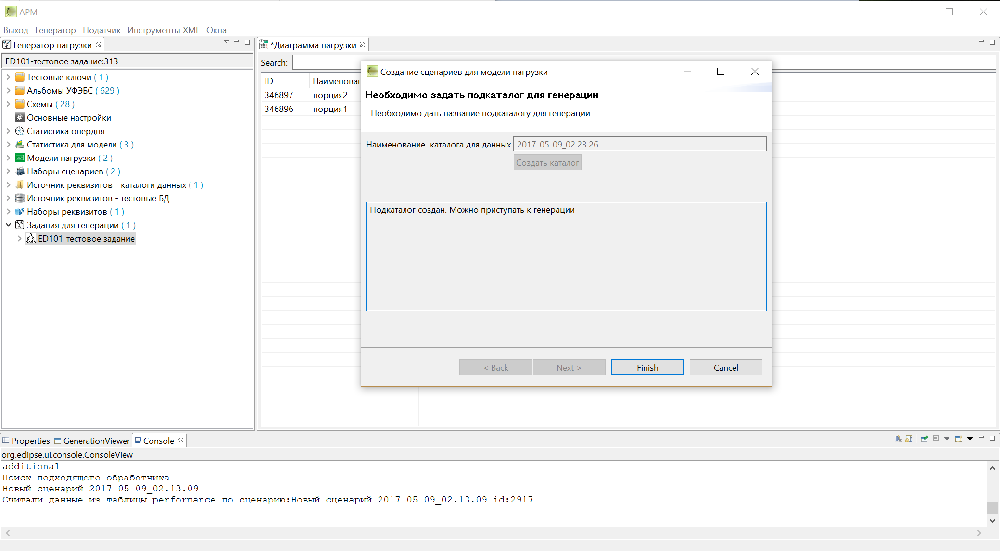 АРМ
Выход Генератор Податчик Инструменты XML Окна
Генератор нагрузки
ED101-тестовое задание:313
Тестовые ключи ( 1 )
Альбомы УФЭБС ( 629 )
Схемы ( 28 )
Основные настройки
Статистика опердня
Статистика для модели ( 3 )
Модели нагрузки ( 2 )
Наборы сценариев ( 2 )
Источник реквизитов - каталоги данных ( 1 )
Источник реквизитов - тестовые БД
Наборы реквизитов ( 1 )
Задания для генерации ( 1 )
ED101-тестовое задание
*Диаграмма нагрузки
Search:
ID Наименован
346897 порция2
346896 порция1
Создание сценариев для модели нагрузки
Необходимо задать подкаталог для генерации
Необходимо дать название подкаталогу для генерации
Наименование каталога для данных 2017-05-09_02.23.26
Создать каталог
Подкаталог создан. Можно приступать к генерации
< Back Next > Finish Cancel
Properties GenerationViewer Console
org.eclipse.ui.console.ConsoleView
additional
Поиск подходящего обработчика
Новый сценарий 2017-05-09_02.13.09
Считали данные из таблицы performance по сценарию:Новый сценарий 2017-05-09_02.13.09 id:2917